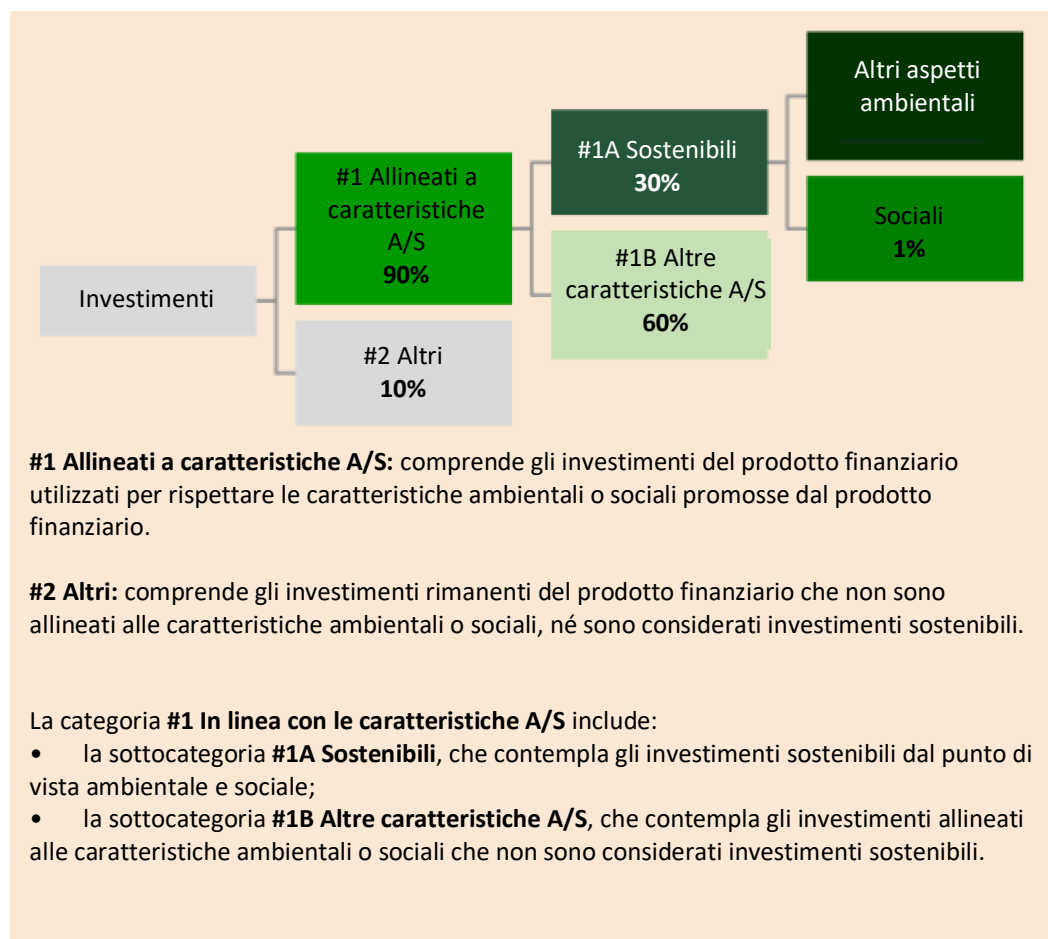 Altri aspetti
ambientali
#1A Sostenibili
30%
#1 Allineati a
caratteristiche
A/S
90%
Sociali
1%
#1B Altre
caratteristiche A/S
60%
Investimenti
#2 Altri
10%
#1 Allineati a caratteristiche A/S: comprende gli investimenti del prodotto finanziario
utilizzati per rispettare le caratteristiche ambientali o sociali promosse dal prodotto
finanziario.
#2 Altri: comprende gli investimenti rimanenti del prodotto finanziario che non sono
allineati alle caratteristiche ambientali o sociali, né sono considerati investimenti sostenibili.
La categoria #1 In linea con le caratteristiche A/S include:
• la sottocategoria #1A Sostenibili, che contempla gli investimenti sostenibili dal punto di
vista ambientale e sociale;
• la sottocategoria #1B Altre caratteristiche A/S, che contempla gli investimenti allineati
alle caratteristiche ambientali o sociali che non sono considerati investimenti sostenibili.